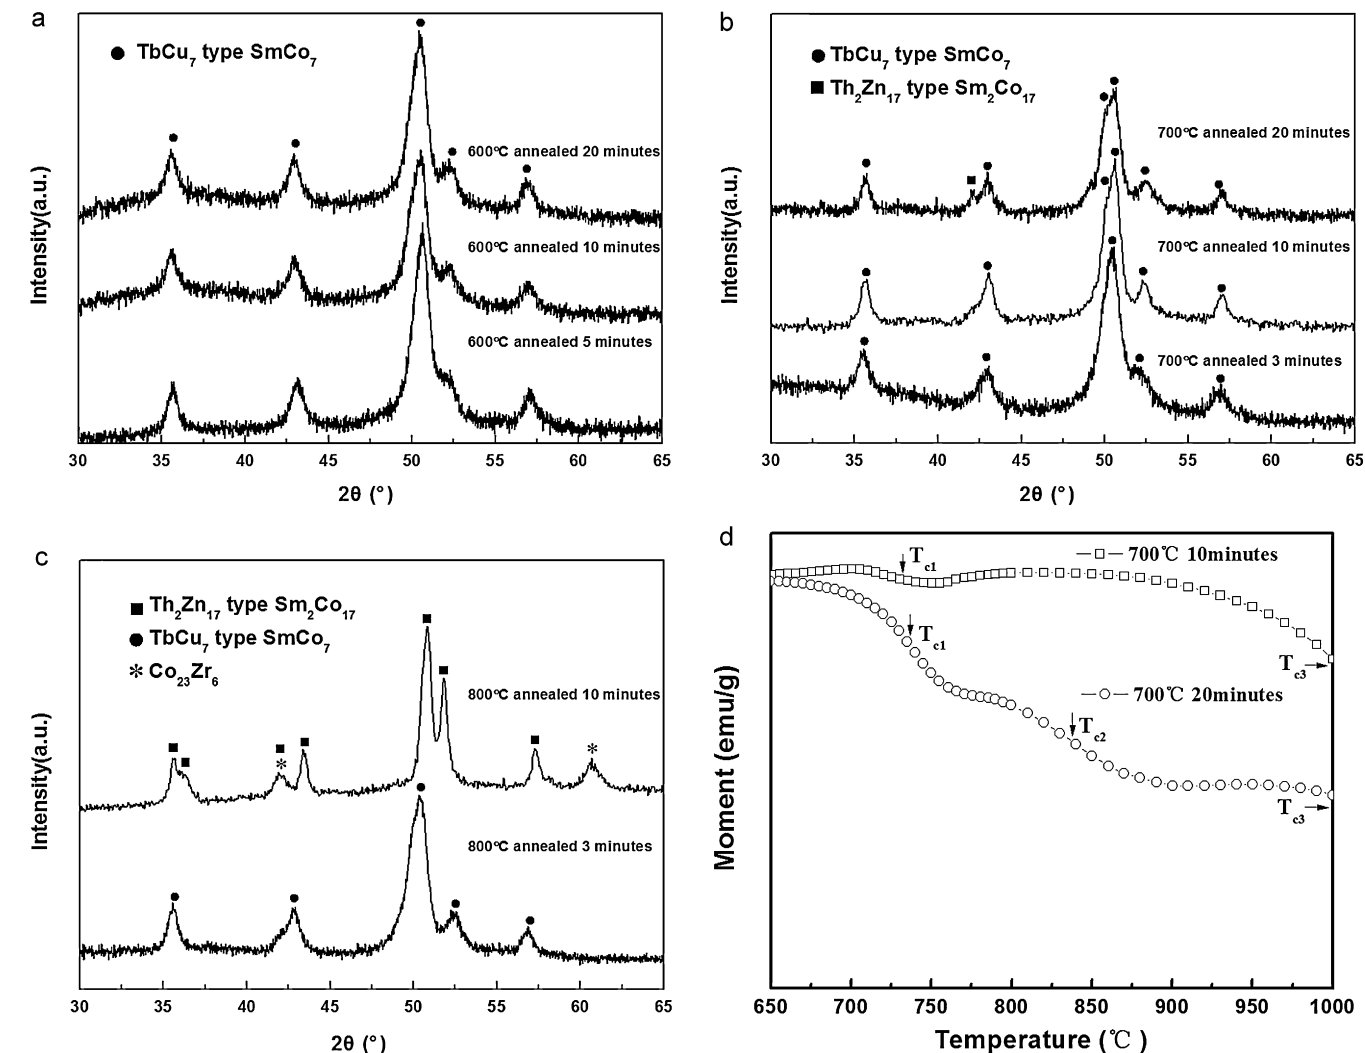 a
● TbCu7 type SmCo7
600°C annealed 20 minutes
600°C annealed 10 minutes
600°C annealed 5 minutes
Intensity(a.u.)
30 35 40 45 50 55 60 65
2θ (°)
b
● TbCu7 type SmCo7
■ Th2Zn17 type Sm2Co17
700°C annealed 20 minutes
700°C annealed 10 minutes
700°C annealed 3 minutes
Intensity(a.u.)
30 35 40 45 50 55 60 65
2θ (°)
c
■ Th2Zn17 type Sm2Co17
● TbCu7 type SmCo7
* Co23Zr6
800°C annealed 10 minutes
800°C annealed 3 minutes
Intensity(a.u.)
30 35 40 45 50 55 60 65
2θ (°)
d
700℃ 10minutes
Tc1
Tc1
Tc3
700℃ 20minutes
Tc2
Tc3
Moment (emu/g)
650 700 750 800 850 900 950 1000
Temperature (℃ )